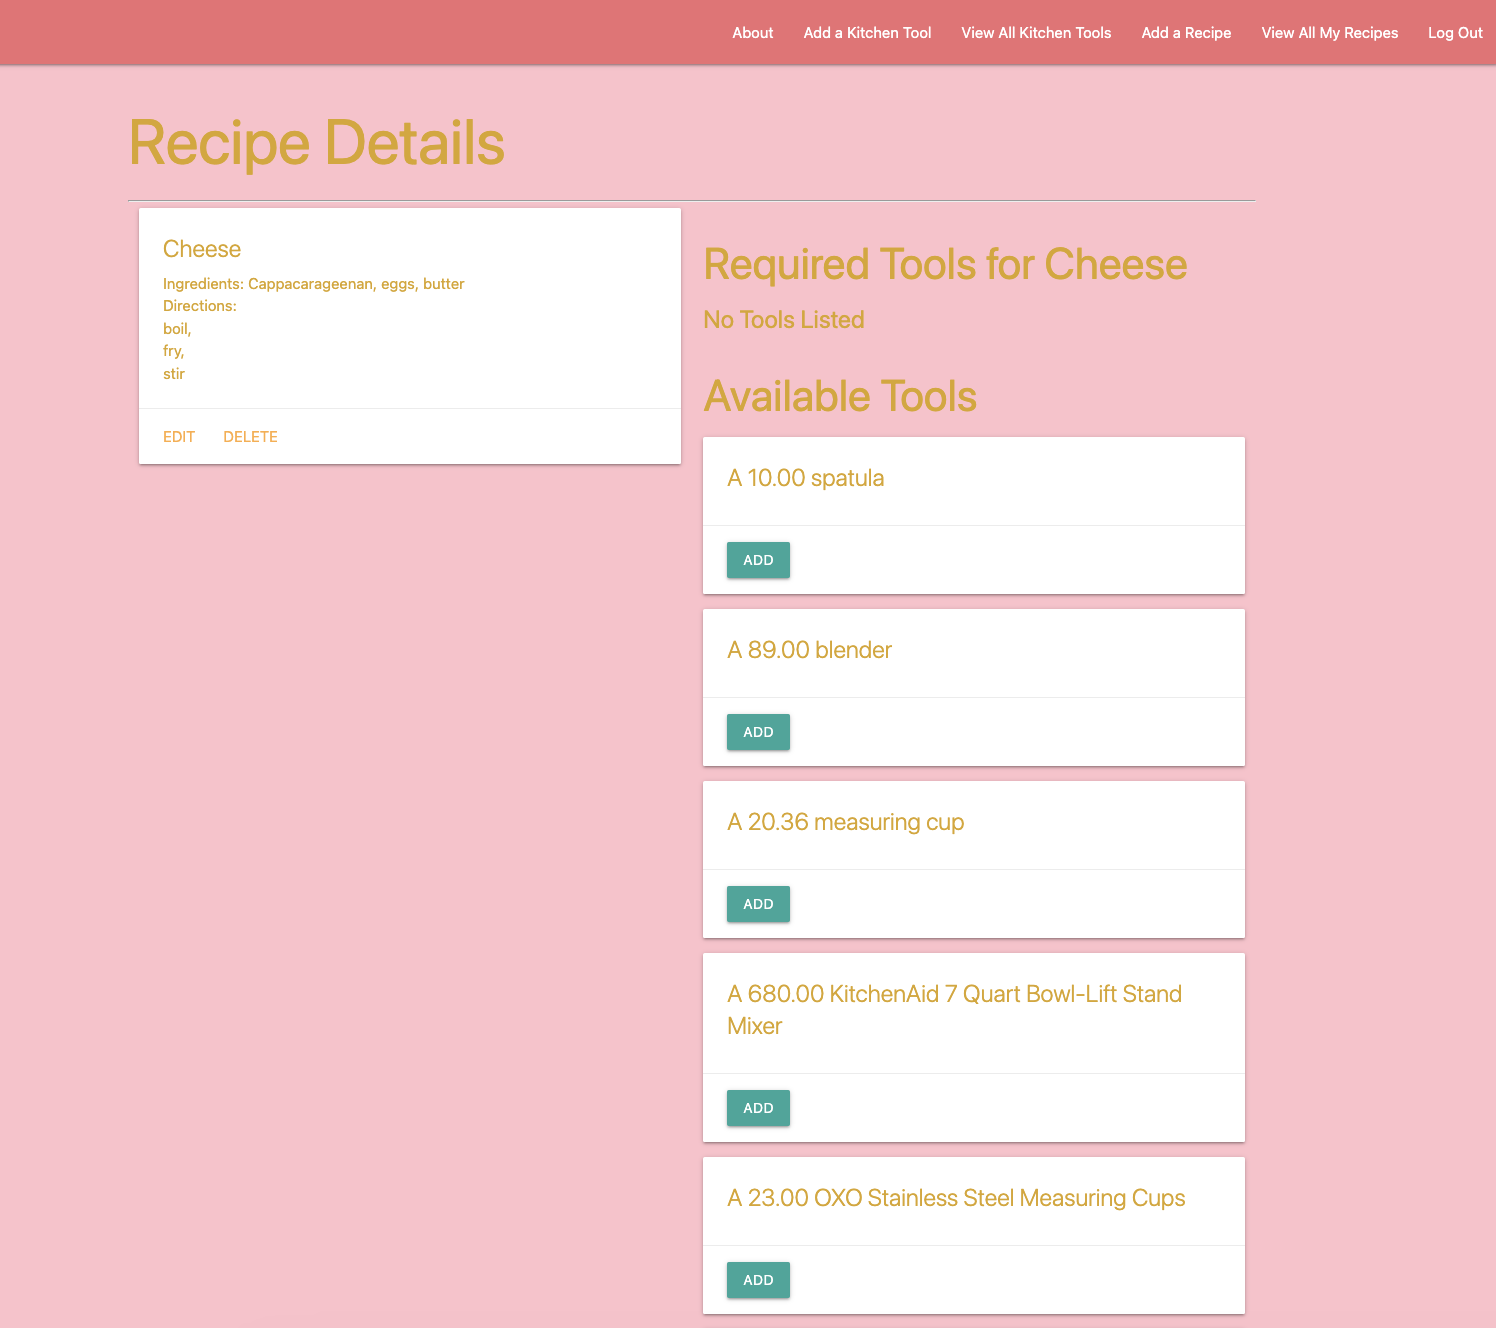 About
Add a Kitchen Tool
View All Kitchen Tools
Add a Recipe
View All My Recipes
Log Out
Recipe Details
Cheese
Ingredients: Cappacarageenan, eggs, butter
Directions:
boil,
fry,
stir
EDIT
DELETE
Required Tools for Cheese
No Tools Listed
Available Tools
A 10.00 spatula
ADD
A 89.00 blender
ADD
A 20.36 measuring cup
ADD
A 680.00 KitchenAid 7 Quart Bowl-Lift Stand
Mixer
ADD
A 23.00 OXO Stainless Steel Measuring Cups
ADD